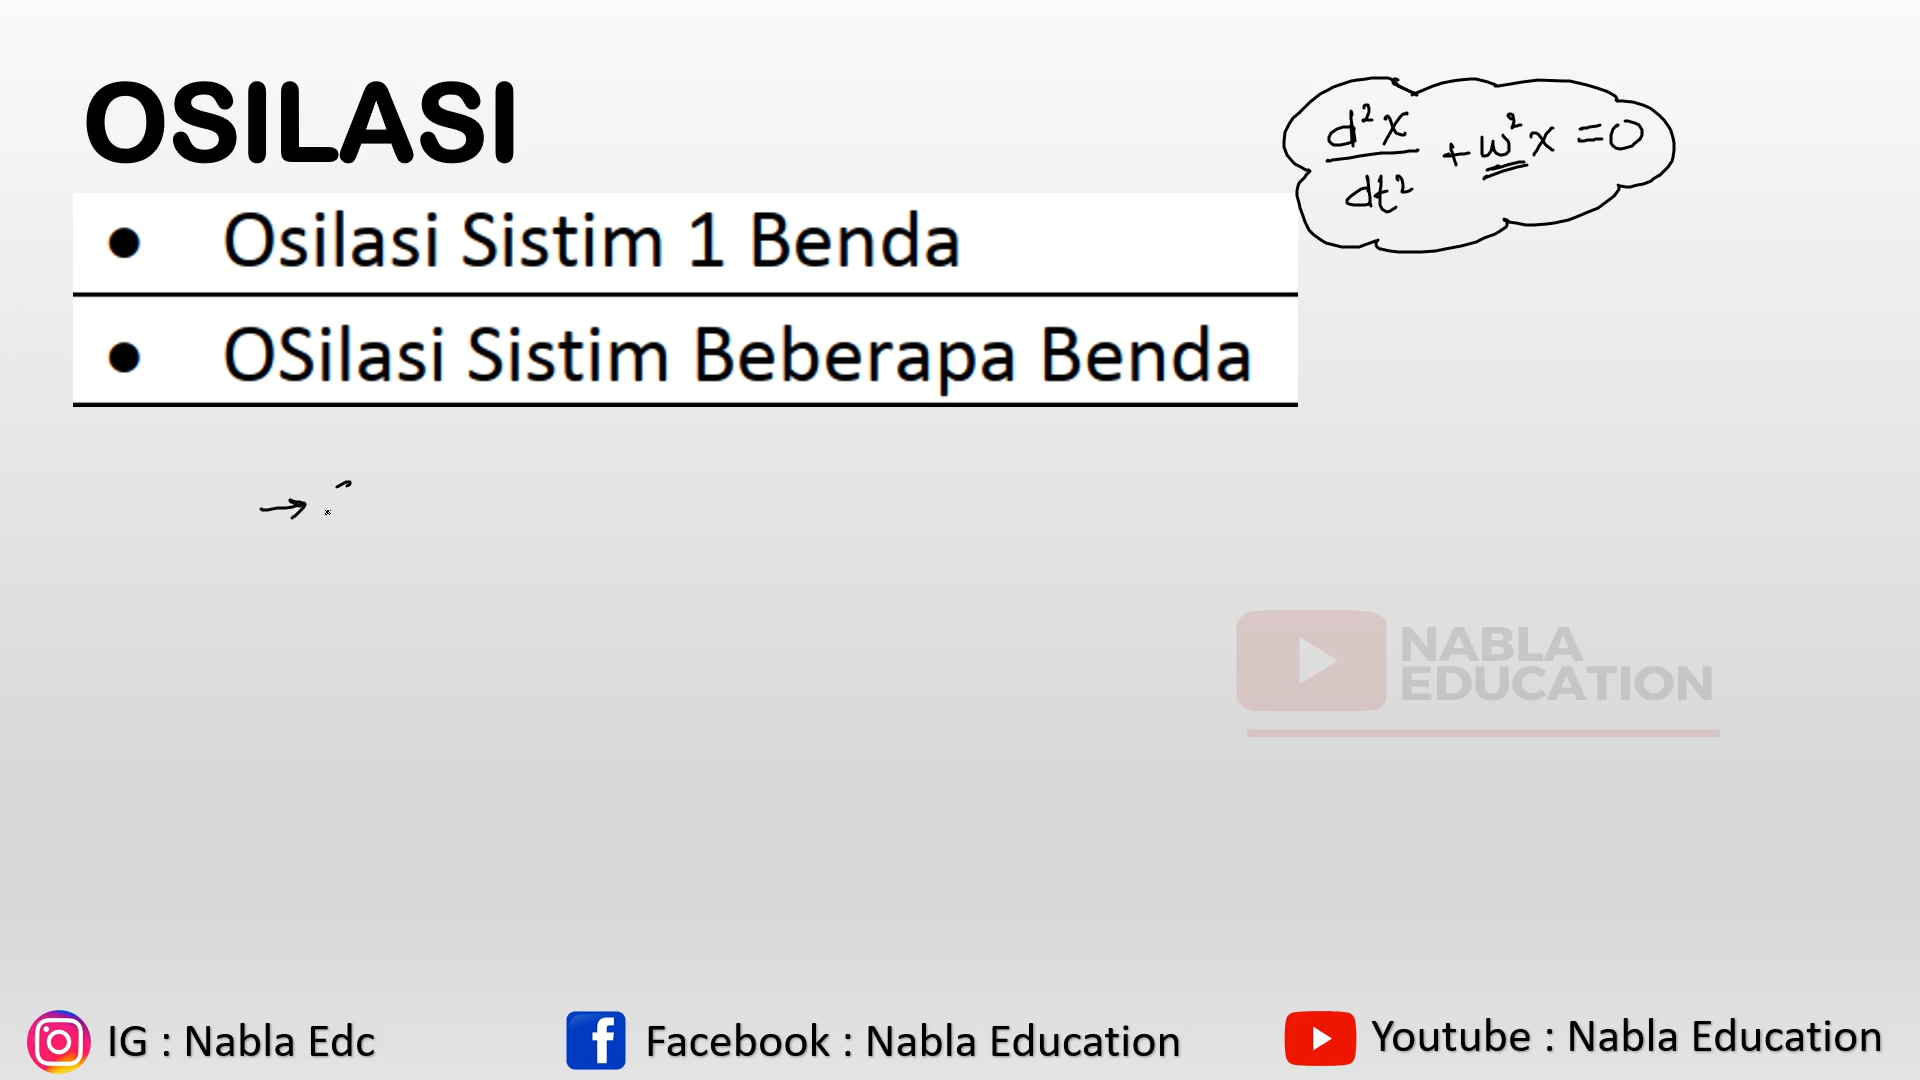 OSILASI
d²x
dt²
+ ω²x = 0
• Osilasi Sistim 1 Benda
• OSilasi Sistim Beberapa Benda
→
NABLA
EDUCATION
IG : Nabla Edc
Facebook : Nabla Education
Youtube : Nabla Education